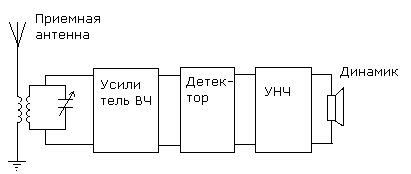 Приемная
антенна
Усили
тель ВЧ
Детек-
тор
УНЧ
Динамик